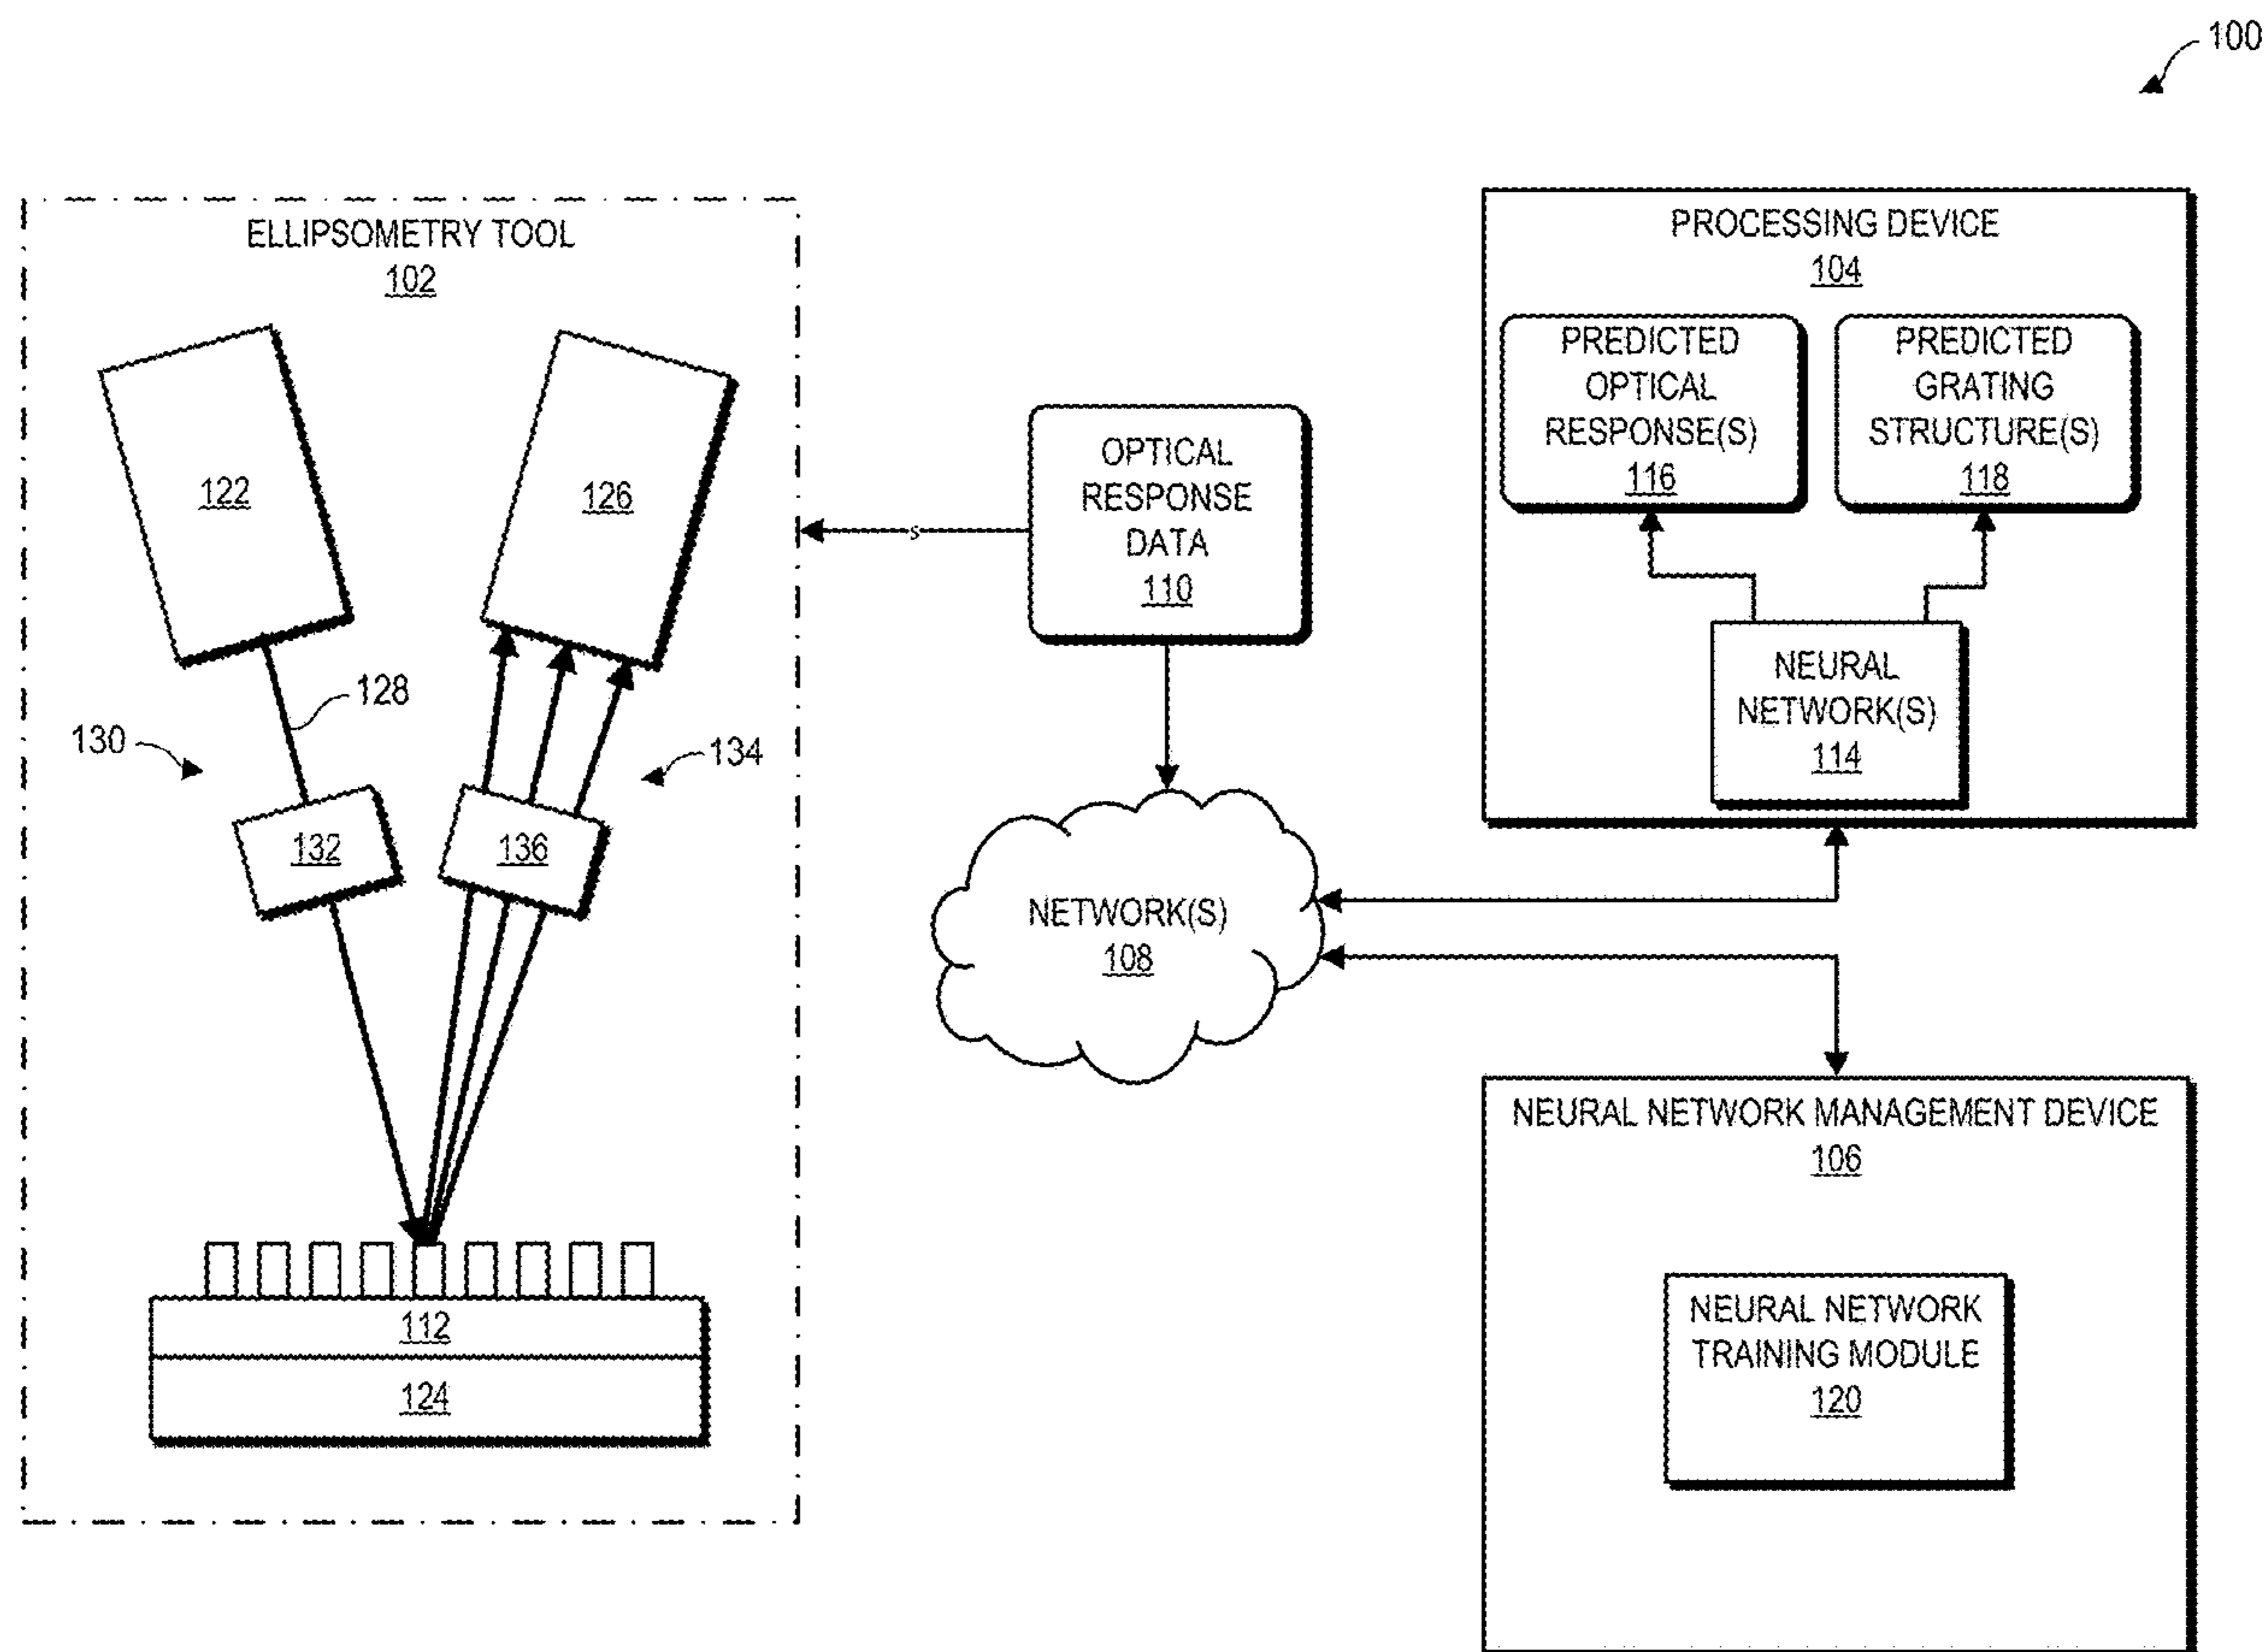 100
ELLIPSOMETRY TOOL
102
122
126
128
130
134
132
136
112
124
OPTICAL
RESPONSE
DATA
110
s
NETWORK(S)
108
PROCESSING DEVICE
104
PREDICTED
OPTICAL
RESPONSE(S)
116
PREDICTED
GRATING
STRUCTURE(S)
118
NEURAL
NETWORK(S)
114
NEURAL NETWORK MANAGEMENT DEVICE
106
NEURAL NETWORK
TRAINING MODULE
120